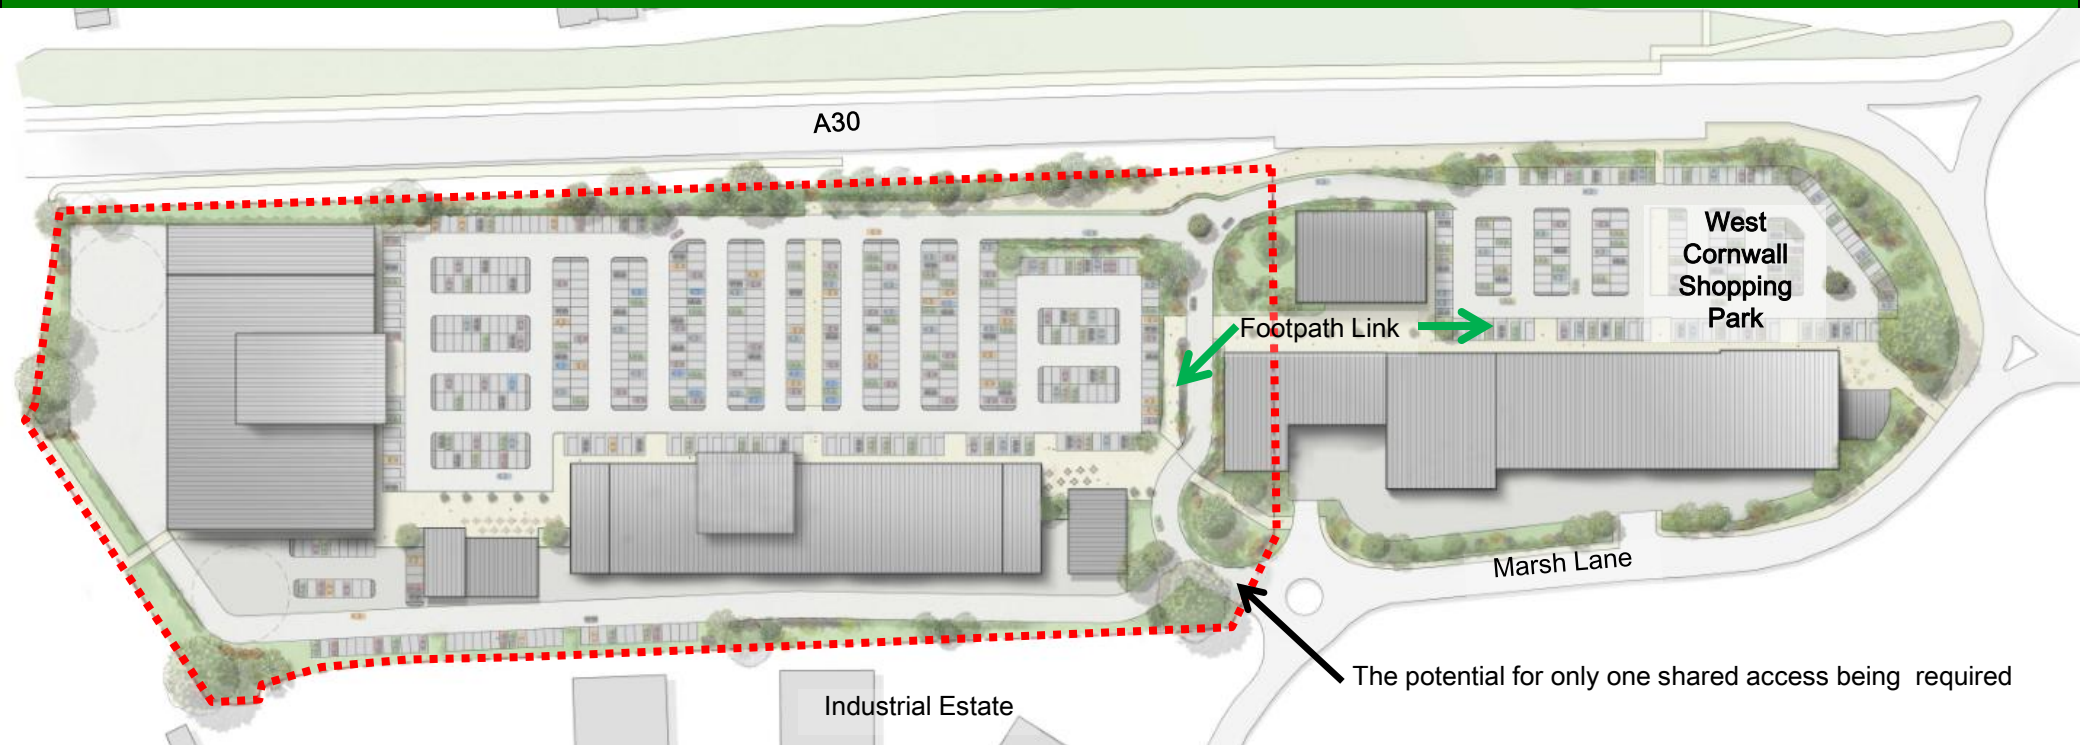 A30
West
Cornwall
Shopping
Park
Footpath Link
Marsh Lane
The potential for only one shared access being  required
Industrial Estate